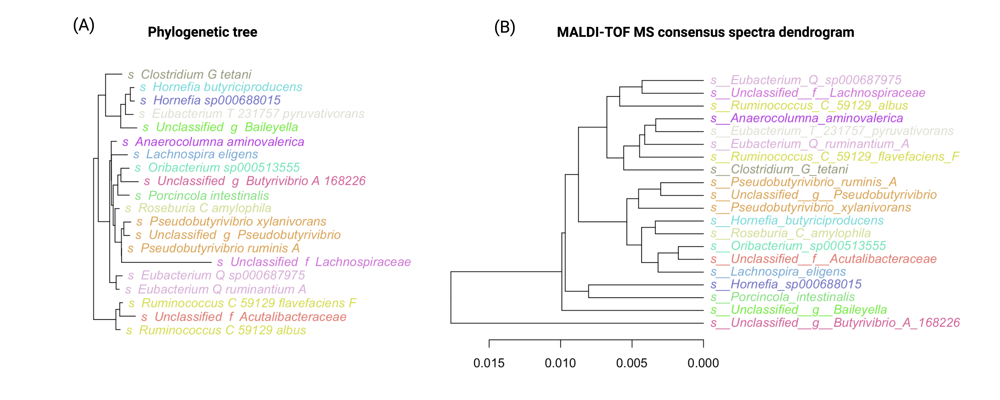 (A)
Phylogenetic tree
s Clostridium G tetani
s Hornefia butyriciproducens
s Hornefia sp000688015
s Eubacterium T 231757 pyruvativorans
s Unclassified g Baileyella
s Anaerocolumna aminovalerica
s Lachnospira eligens
s Oribacterium sp000513555
s Unclassified g Butyrivibrio A 168226
s Porcincola intestinalis
s Roseburia C amylophila
s Pseudobutyrivibrio xylanivorans
s Unclassified g Pseudobutyrivibrio
s Pseudobutyrivibrio ruminis A
s Unclassified f Lachnospiraceae
s Eubacterium Q sp000687975
s Eubacterium Q ruminantium A
s Ruminococcus C 59129 flavefaciens F
s Unclassified f Acutalibacteraceae
s Ruminococcus C 59129 albus
(B)
MALDI-TOF MS consensus spectra dendrogram
s__Eubacterium_Q_sp000687975
s__Unclassified__f__Lachnospiraceae
s__Ruminococcus_C_59129_albus
s__Anaerocolumna_aminovalerica
s__Eubacterium_T_231757_pyruvativorans
s__Eubacterium_Q_ruminantium_A
s__Ruminococcus_C_59129_flavefaciens_F
s__Clostridium_G_tetani
s__Pseudobutyrivibrio_ruminis_A
s__Unclassified__g__Pseudobutyrivibrio
s__Pseudobutyrivibrio_xylanivorans
s__Hornefia_butyriciproducens
s__Roseburia_C_amylophila
s__Oribacterium_sp000513555
s__Unclassified__f__Acutalibacteraceae
s__Lachnospira_eligens
s__Hornefia_sp000688015
s__Porcincola_intestinalis
s__Unclassified__g__Baileyella
s__Unclassified__g__Butyrivibrio_A_168226
0.015 0.010 0.005 0.000